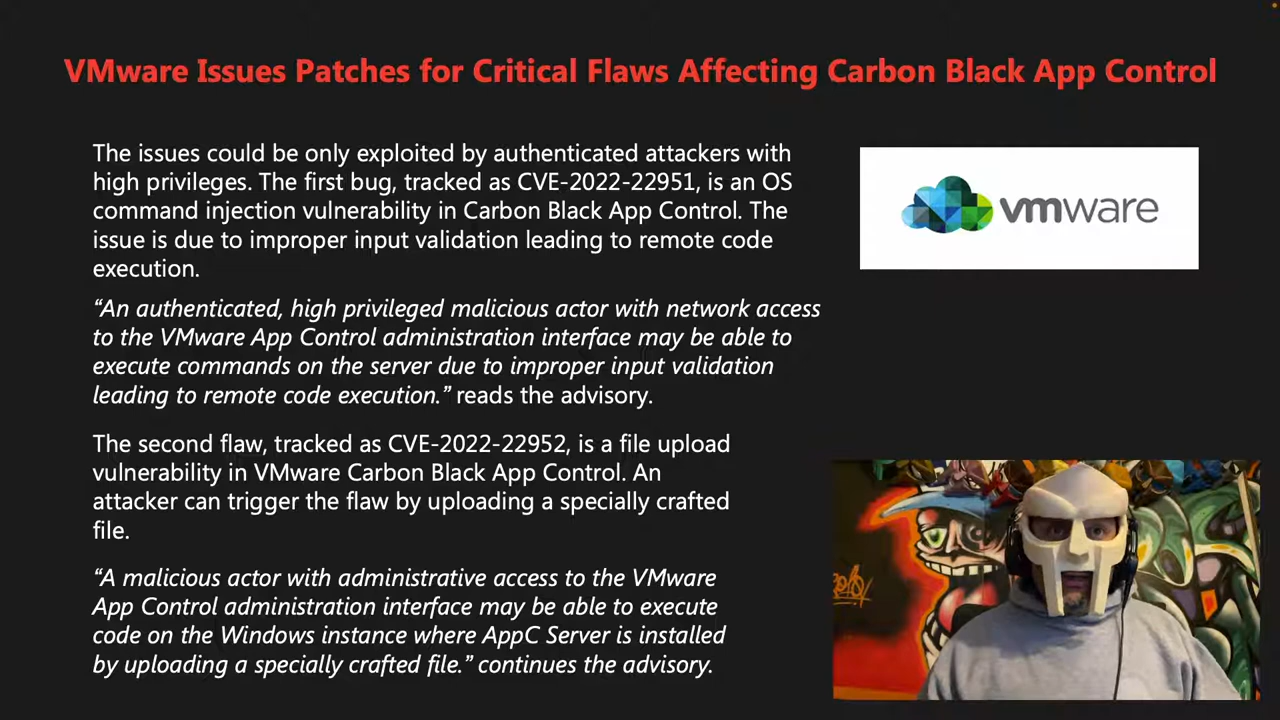 VMware Issues Patches for Critical Flaws Affecting Carbon Black App Control
The issues could be only exploited by authenticated attackers with
high privileges. The first bug, tracked as CVE-2022-22951, is an OS
command injection vulnerability in Carbon Black App Control. The
issue is due to improper input validation leading to remote code
execution.
“An authenticated, high privileged malicious actor with network access
to the VMware App Control administration interface may be able to
execute commands on the server due to improper input validation
leading to remote code execution.” reads the advisory.
The second flaw, tracked as CVE-2022-22952, is a file upload
vulnerability in VMware Carbon Black App Control. An
attacker can trigger the flaw by uploading a specially crafted
file.
“A malicious actor with administrative access to the VMware
App Control administration interface may be able to execute
code on the Windows instance where AppC Server is installed
by uploading a specially crafted file.” continues the advisory.
vmware